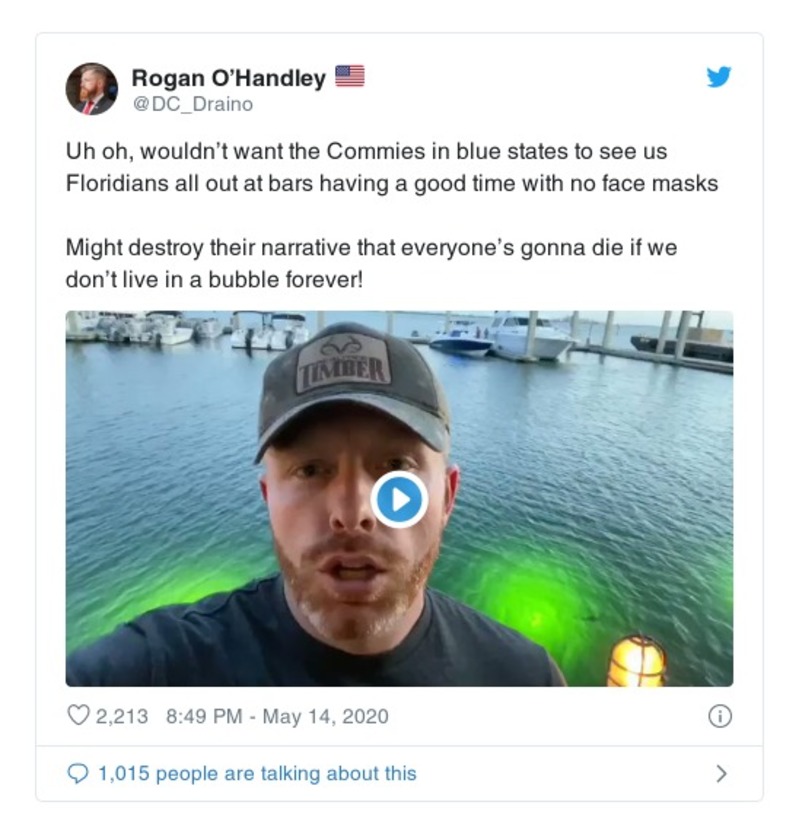 Rogan O’Handley 🇺🇸
@DC_Draino
Uh oh, wouldn’t want the Commies in blue states to see us
Floridians all out at bars having a good time with no face masks
Might destroy their narrative that everyone’s gonna die if we
don’t live in a bubble forever!
TIMBER
2,213 8:49 PM - May 14, 2020
1,015 people are talking about this